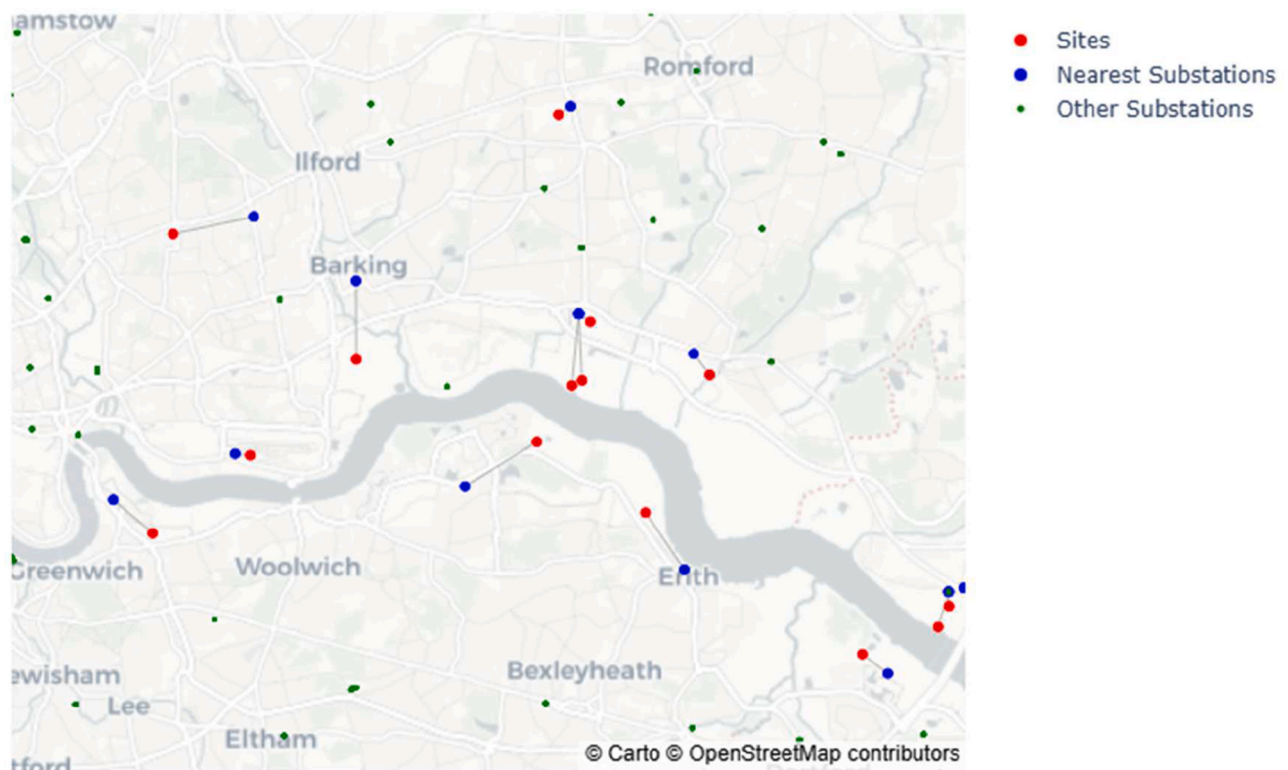 amstow
Romford
Ilford
Barking
Greenwich
Woolwich
Erith
ewisham
Bexleyheath
Lee
Eltham
tford
© Carto © OpenStreetMap contributors
Sites
Nearest Substations
Other Substations